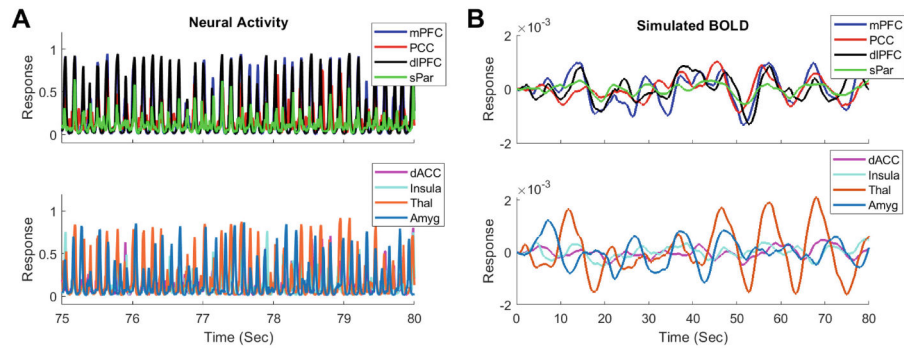 A
Neural Activity
Response
1
0.5
0
mPFC
PCC
dlPFC
sPar
Response
1
0.5
0
dACC
Insula
Thal
Amyg
75 76 77 78 79 80
Time (Sec)
B
Simulated BOLD
×10⁻³
Response
2
0
-2
mPFC
PCC
dlPFC
sPar
×10⁻³
Response
2
0
-2
dACC
Insula
Thal
Amyg
0 10 20 30 40 50 60 70 80
Time (Sec)